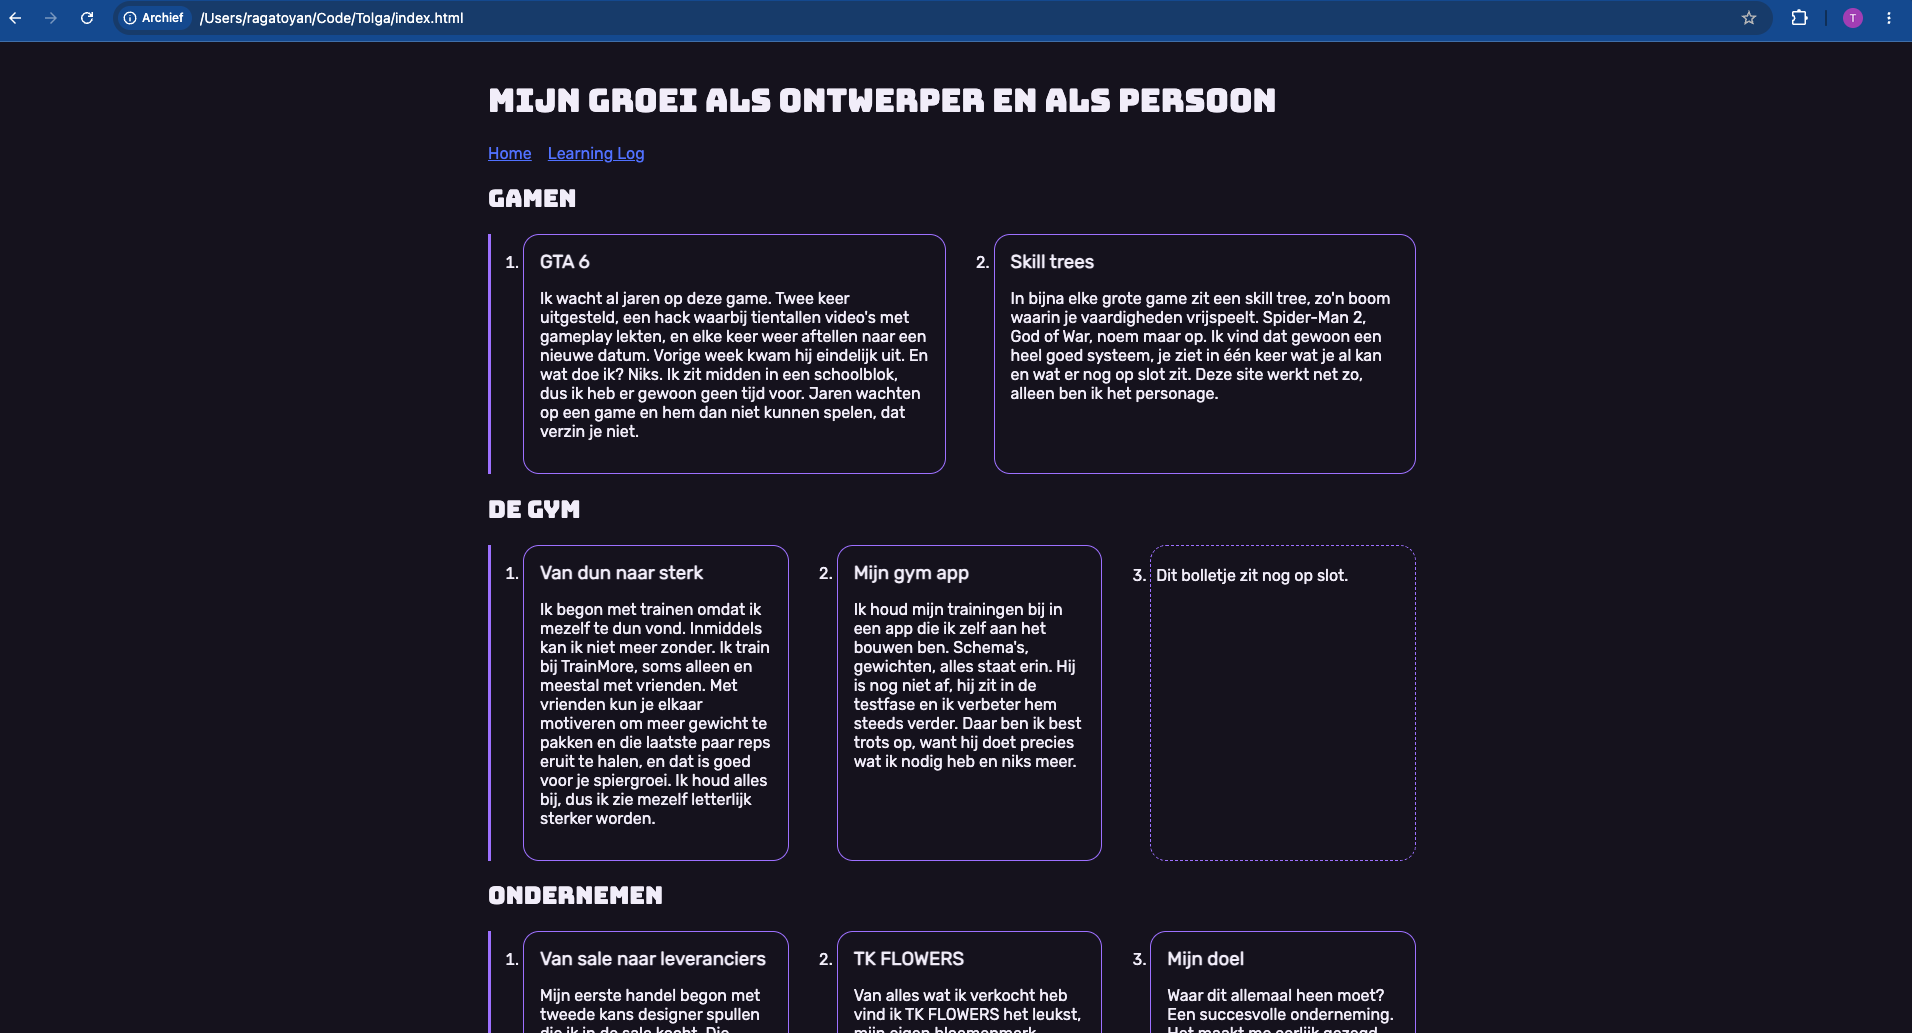 Archief /Users/ragatoyan/Code/Tolga/index.html
T
MIJN GROEI ALS ONTWERPER EN ALS PERSOON
Home Learning Log
GAMEN
1. GTA 6
Ik wacht al jaren op deze game. Twee keer
uitgesteld, een hack waarbij tientallen video's met
gameplay lekten, en elke keer weer aftellen naar een
nieuwe datum. Vorige week kwam hij eindelijk uit. En
wat doe ik? Niks. Ik zit midden in een schoolblok,
dus ik heb er gewoon geen tijd voor. Jaren wachten
op een game en hem dan niet kunnen spelen, dat
verzin je niet.
2. Skill trees
In bijna elke grote game zit een skill tree, zo'n boom
waarin je vaardigheden vrijspeelt. Spider-Man 2,
God of War, noem maar op. Ik vind dat gewoon een
heel goed systeem, je ziet in één keer wat je al kan
en wat er nog op slot zit. Deze site werkt net zo,
alleen ben ik het personage.
DE GYM
1. Van dun naar sterk
Ik begon met trainen omdat ik
mezelf te dun vond. Inmiddels
kan ik niet meer zonder. Ik train
bij TrainMore, soms alleen en
meestal met vrienden. Met
vrienden kun je elkaar
motiveren om meer gewicht te
pakken en die laatste paar reps
eruit te halen, en dat is goed
voor je spiergroei. Ik houd alles
bij, dus ik zie mezelf letterlijk
sterker worden.
2. Mijn gym app
Ik houd mijn trainingen bij in
een app die ik zelf aan het
bouwen ben. Schema's,
gewichten, alles staat erin. Hij
is nog niet af, hij zit in de
testfase en ik verbeter hem
steeds verder. Daar ben ik best
trots op, want hij doet precies
wat ik nodig heb en niks meer.
3. Dit bolletje zit nog op slot.
ONDERNEMEN
1. Van sale naar leveranciers
Mijn eerste handel begon met
tweede kans designer spullen
die ik in de sale kocht. Die
2. TK FLOWERS
Van alles wat ik verkocht heb
vind ik TK FLOWERS het leukst,
mijn eigen bloemenmerk
3. Mijn doel
Waar dit allemaal heen moet?
Een succesvolle onderneming.
Het maakt me eerlijk gezegd